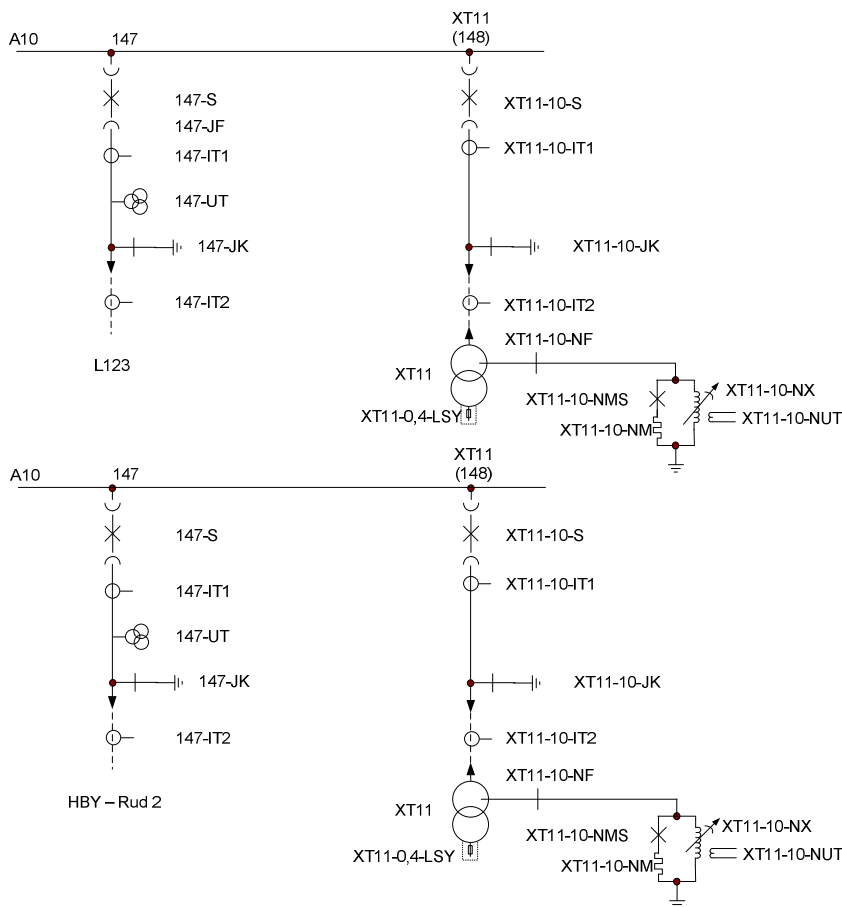 A10
147
XT11
(148)
147-S
147-JF
147-IT1
147-UT
147-JK
147-IT2
L123
XT11-10-S
XT11-10-IT1
XT11-10-JK
XT11-10-IT2
XT11-10-NF
XT11
XT11-0,4-LSY
XT11-10-NMS
XT11-10-NM
XT11-10-NX
XT11-10-NUT
A10
147
XT11
(148)
147-S
147-IT1
147-UT
147-JK
147-IT2
HBY – Rud 2
XT11-10-S
XT11-10-IT1
XT11-10-JK
XT11-10-IT2
XT11-10-NF
XT11
XT11-0,4-LSY
XT11-10-NMS
XT11-10-NM
XT11-10-NX
XT11-10-NUT